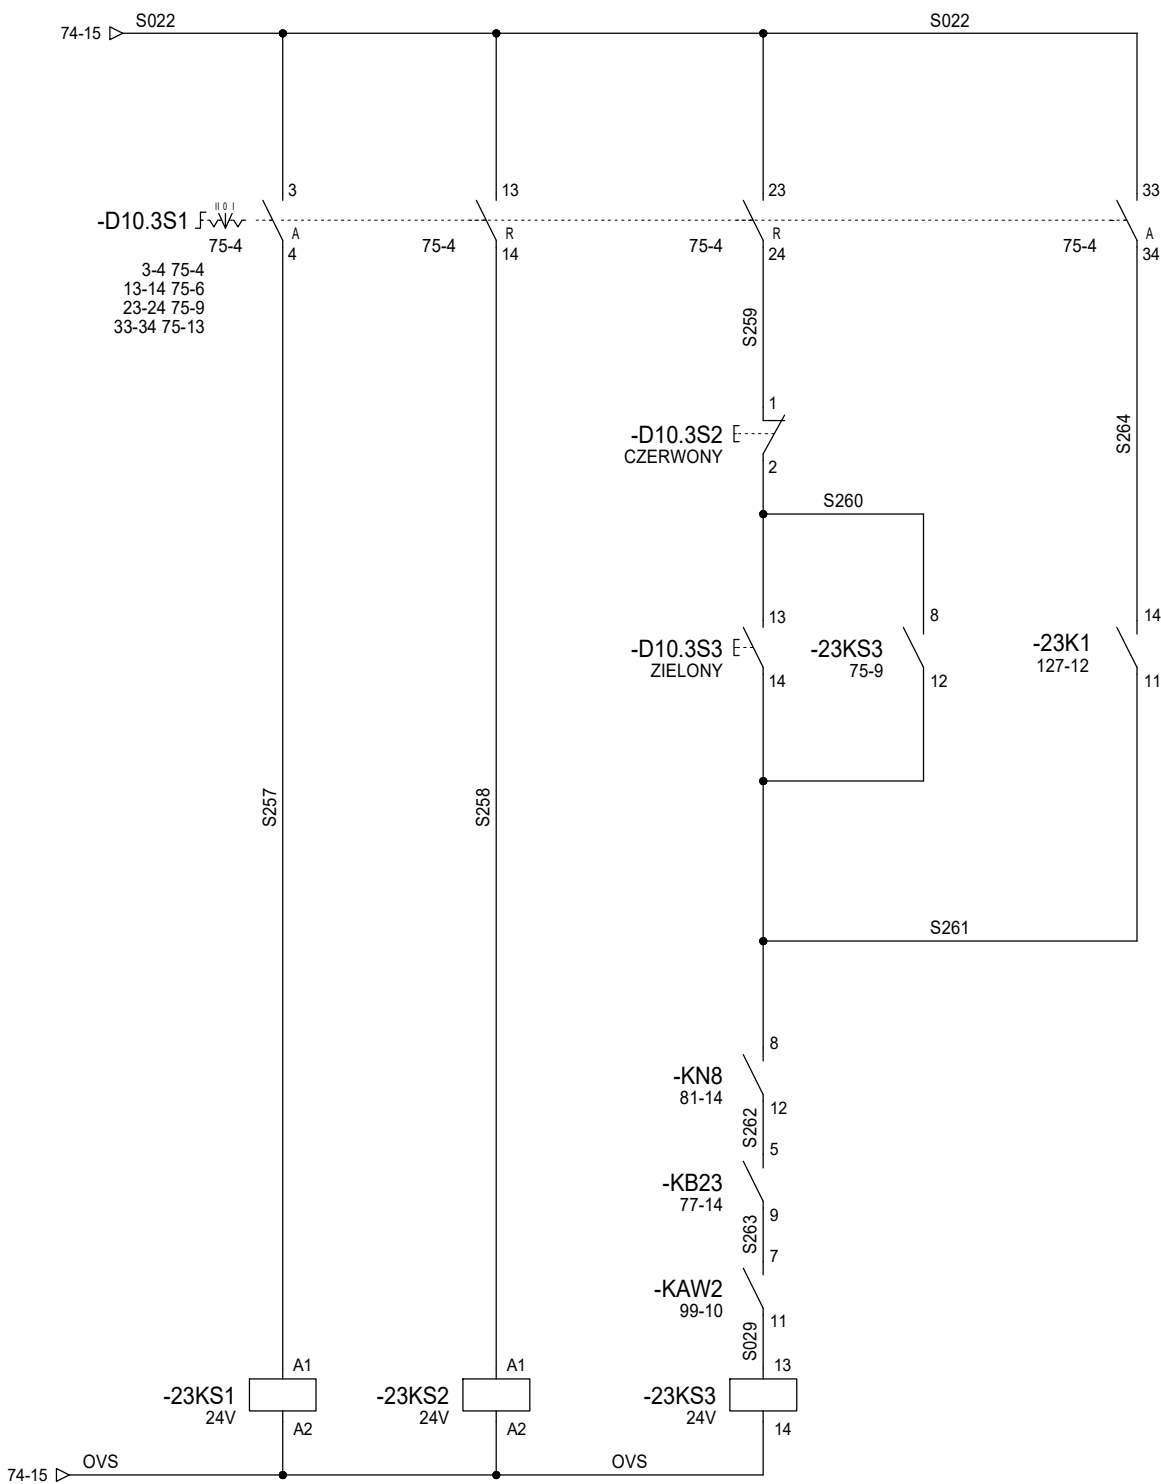 S022
S022
74-15
3
13
23
33
II 0 I
-D10.3S1
A
R
R
A
75-4
75-4
75-4
75-4
4
14
24
34
3-4 75-4
13-14 75-6
23-24 75-9
33-34 75-13
S259
1
-D10.3S2
CZERWONY
2
S264
S260
13
8
14
-D10.3S3
ZIELONY
-23KS3
75-9
-23K1
127-12
14
12
11
S257
S258
S261
8
-KN8
81-14
12
S262
5
-KB23
77-14
9
S263
7
-KAW2
99-10
11
S029
A1
A1
13
-23KS1
24V
-23KS2
24V
-23KS3
24V
A2
A2
14
OVS
OVS
74-15